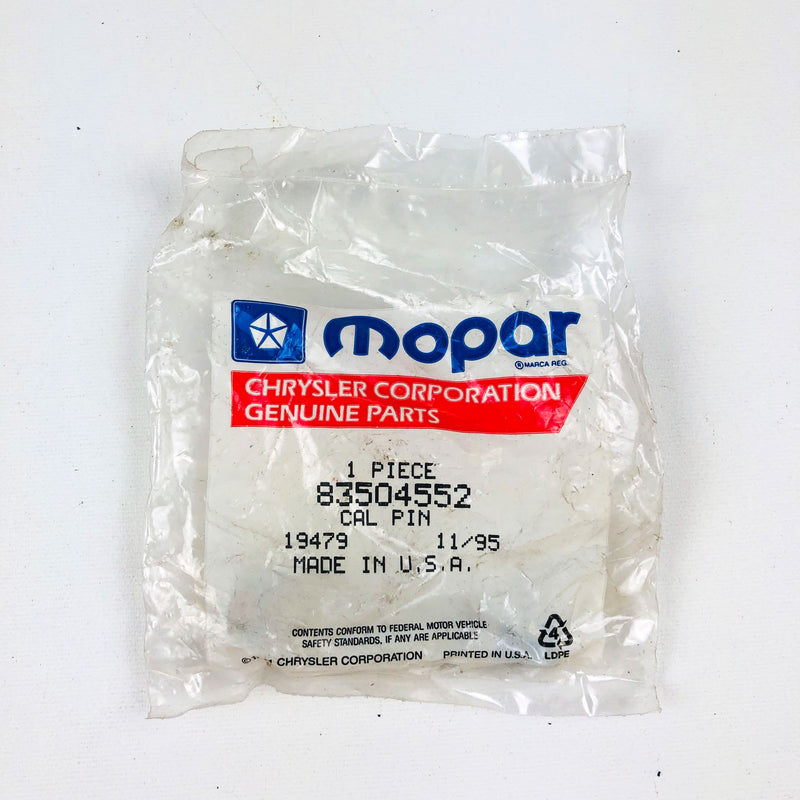 mopar
® MARCA REG.
CHRYSLER CORPORATION
GENUINE PARTS
1 PIECE
83504552
CAL PIN
19479 11/95
MADE IN U.S.A.
CONTENTS CONFORM TO FEDERAL MOTOR VEHICLE
SAFETY STANDARDS, IF ANY ARE APPLICABLE
© CHRYSLER CORPORATION PRINTED IN U.S.A.
4
LDPE